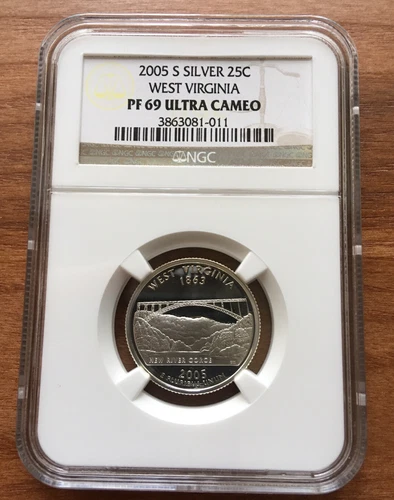 2005 S SILVER 25C
WEST VIRGINIA
PF 69 ULTRA CAMEO
3863081-011
NGC
WEST VIRGINIA
1863
NEW RIVER GORGE
2005
E PLURIBUS UNUM